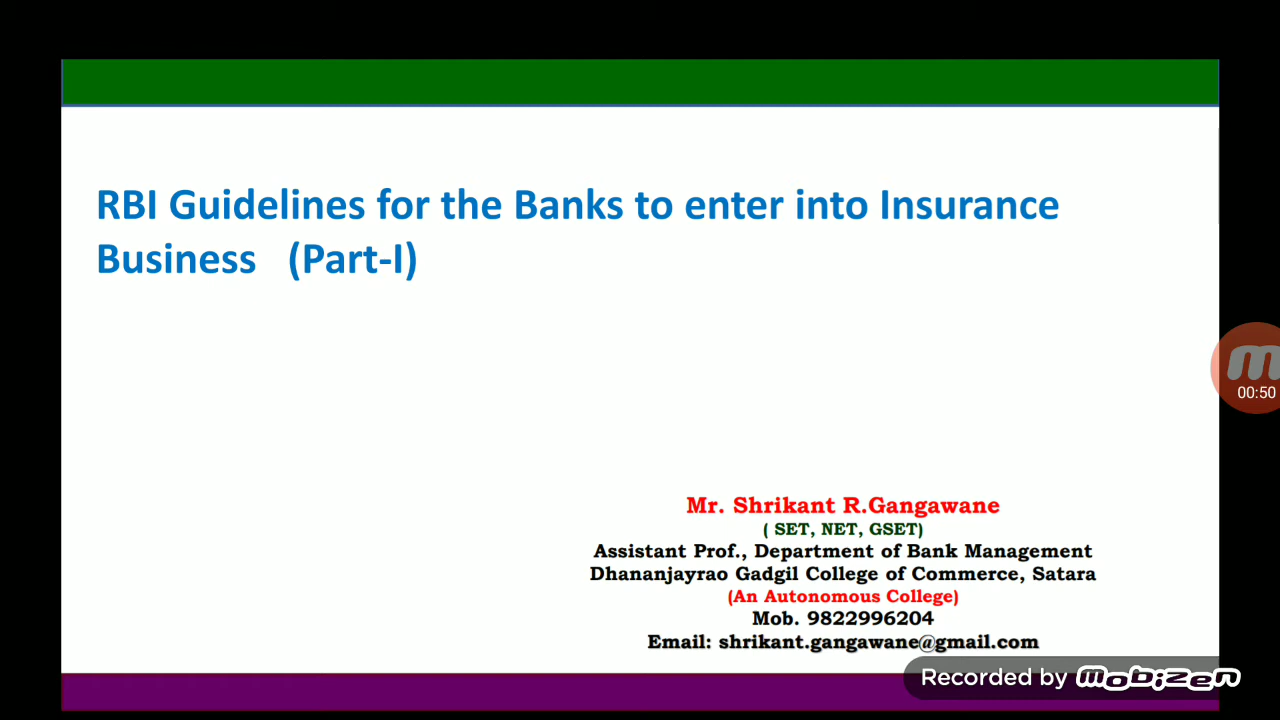 RBI Guidelines for the Banks to enter into Insurance
Business (Part-I)
00:50
Mr. Shrikant R.Gangawane
( SET, NET, GSET)
Assistant Prof., Department of Bank Management
Dhananjayrao Gadgil College of Commerce, Satara
(An Autonomous College)
Mob. 9822996204
Email: shrikant.gangawane@gmail.com
Recorded by mobizen